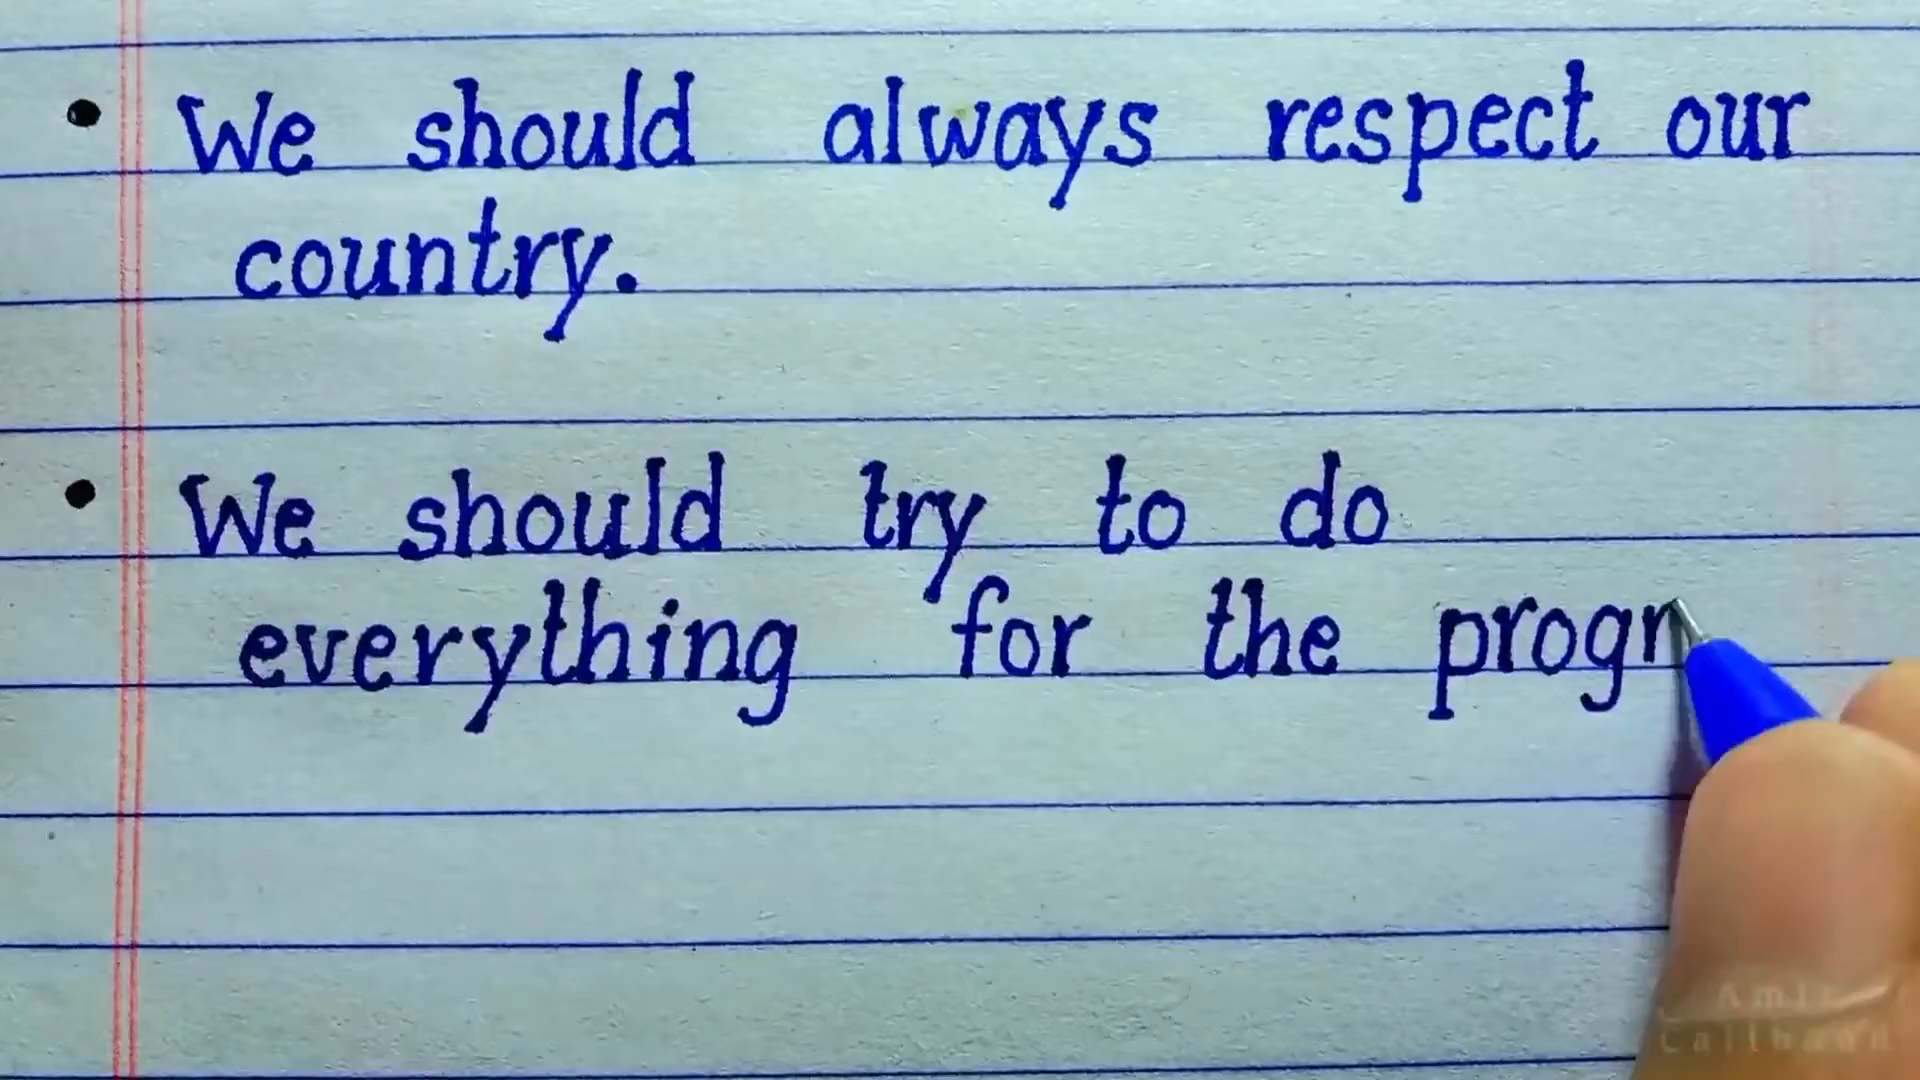 • We should always respect our
country.
• We should try to do
everything for the progr